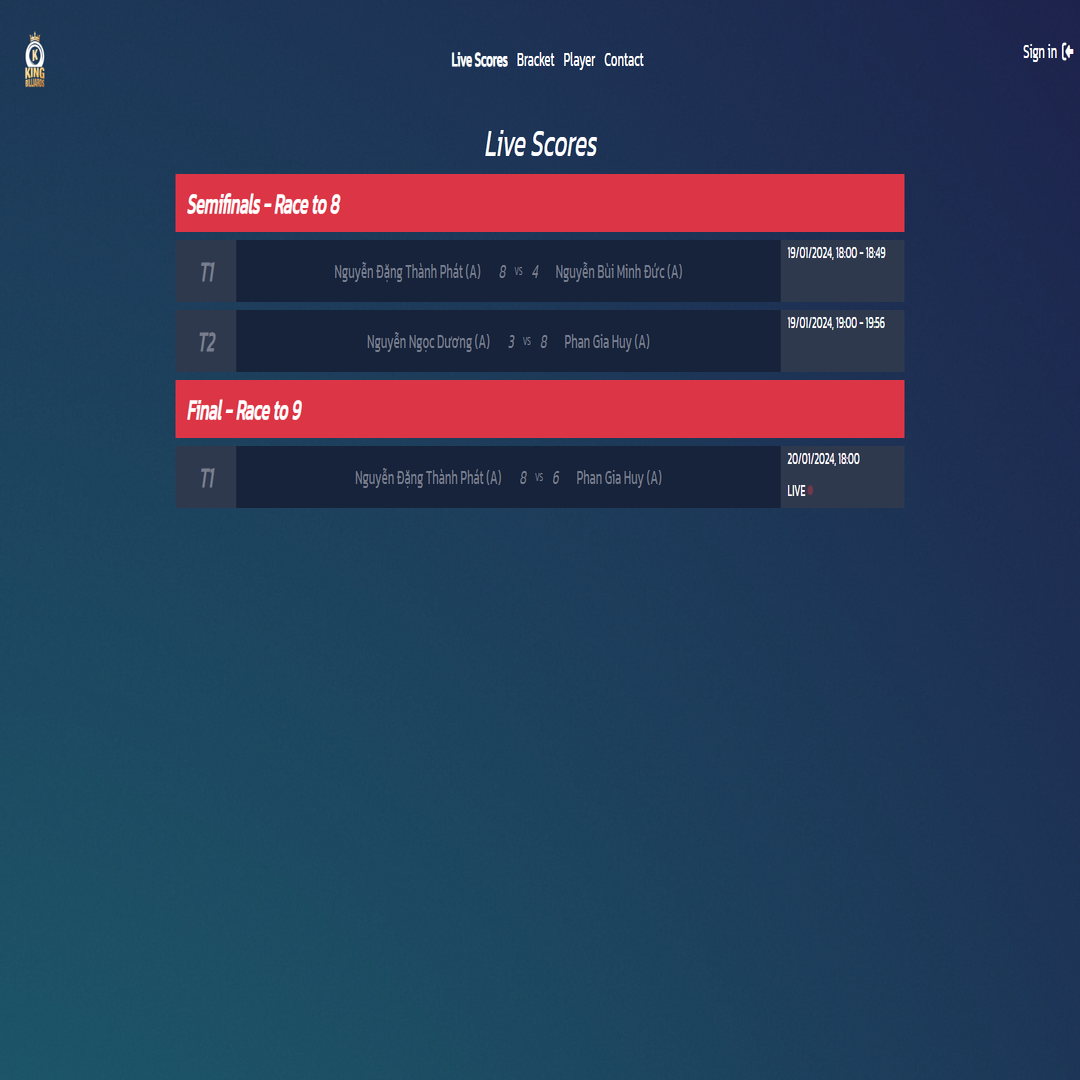 K
KING
BILLIARDS
Live Scores Bracket Player Contact
Sign in
Live Scores
Semifinals - Race to 8
T1 Nguyễn Đặng Thành Phát (A) 8 vs 4 Nguyễn Bùi Minh Đức (A) 19/01/2024, 18:00 - 18:49
T2 Nguyễn Ngọc Dương (A) 3 vs 8 Phan Gia Huy (A) 19/01/2024, 19:00 - 19:56
Final - Race to 9
T1 Nguyễn Đặng Thành Phát (A) 8 vs 6 Phan Gia Huy (A) 20/01/2024, 18:00
LIVE